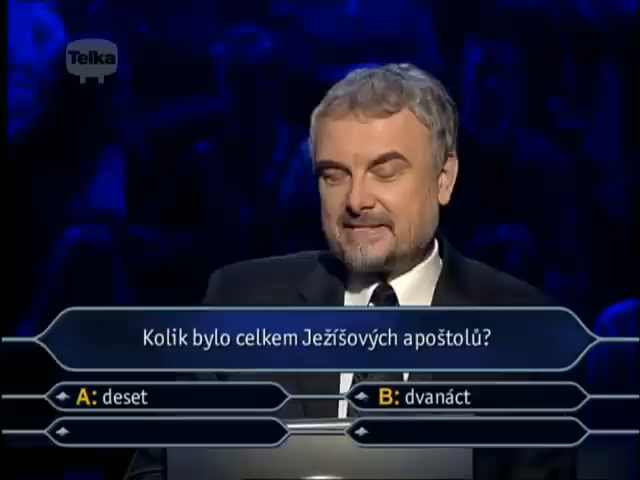 Telka
Kolik bylo celkem Ježíšových apoštolů?
A: deset
B: dvanáct